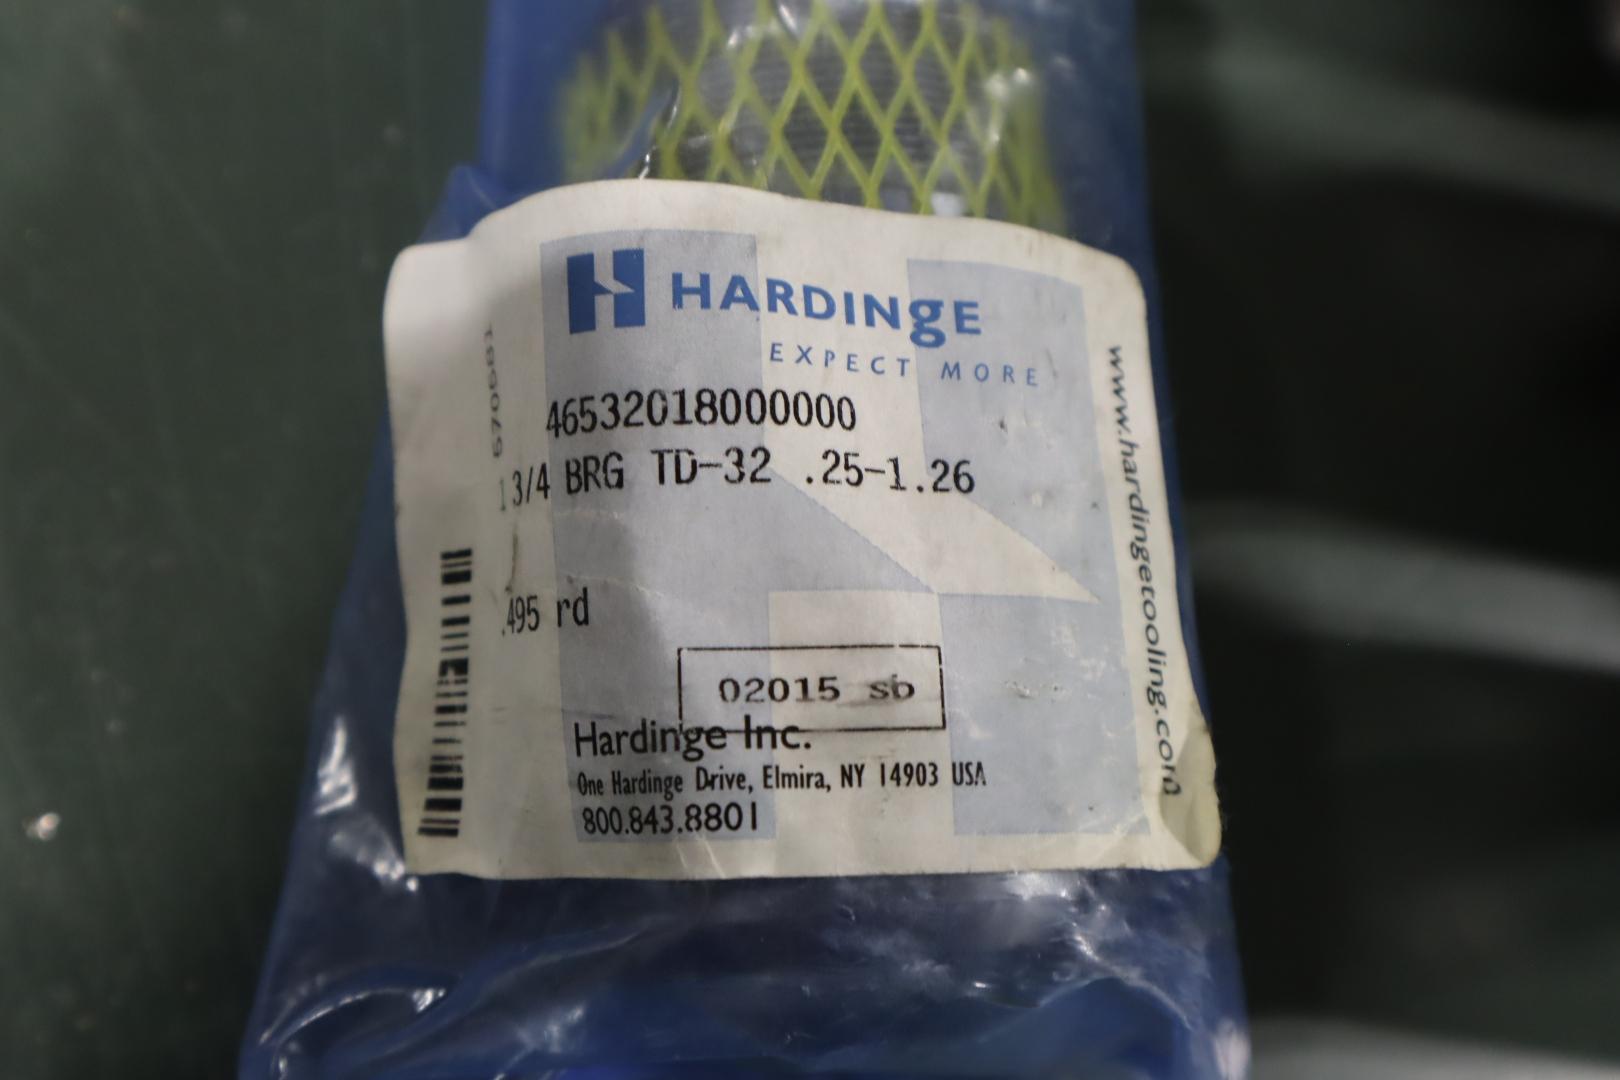 HARDINgE
EXPECT MORE
46532018000000
1 3/4 BRG TD-32 .25-1.26
.495 rd
02015 sb
Hardinge Inc.
One Hardinge Drive, Elmira, NY 14903 USA
800.843.8801
www.hardingetooling.com